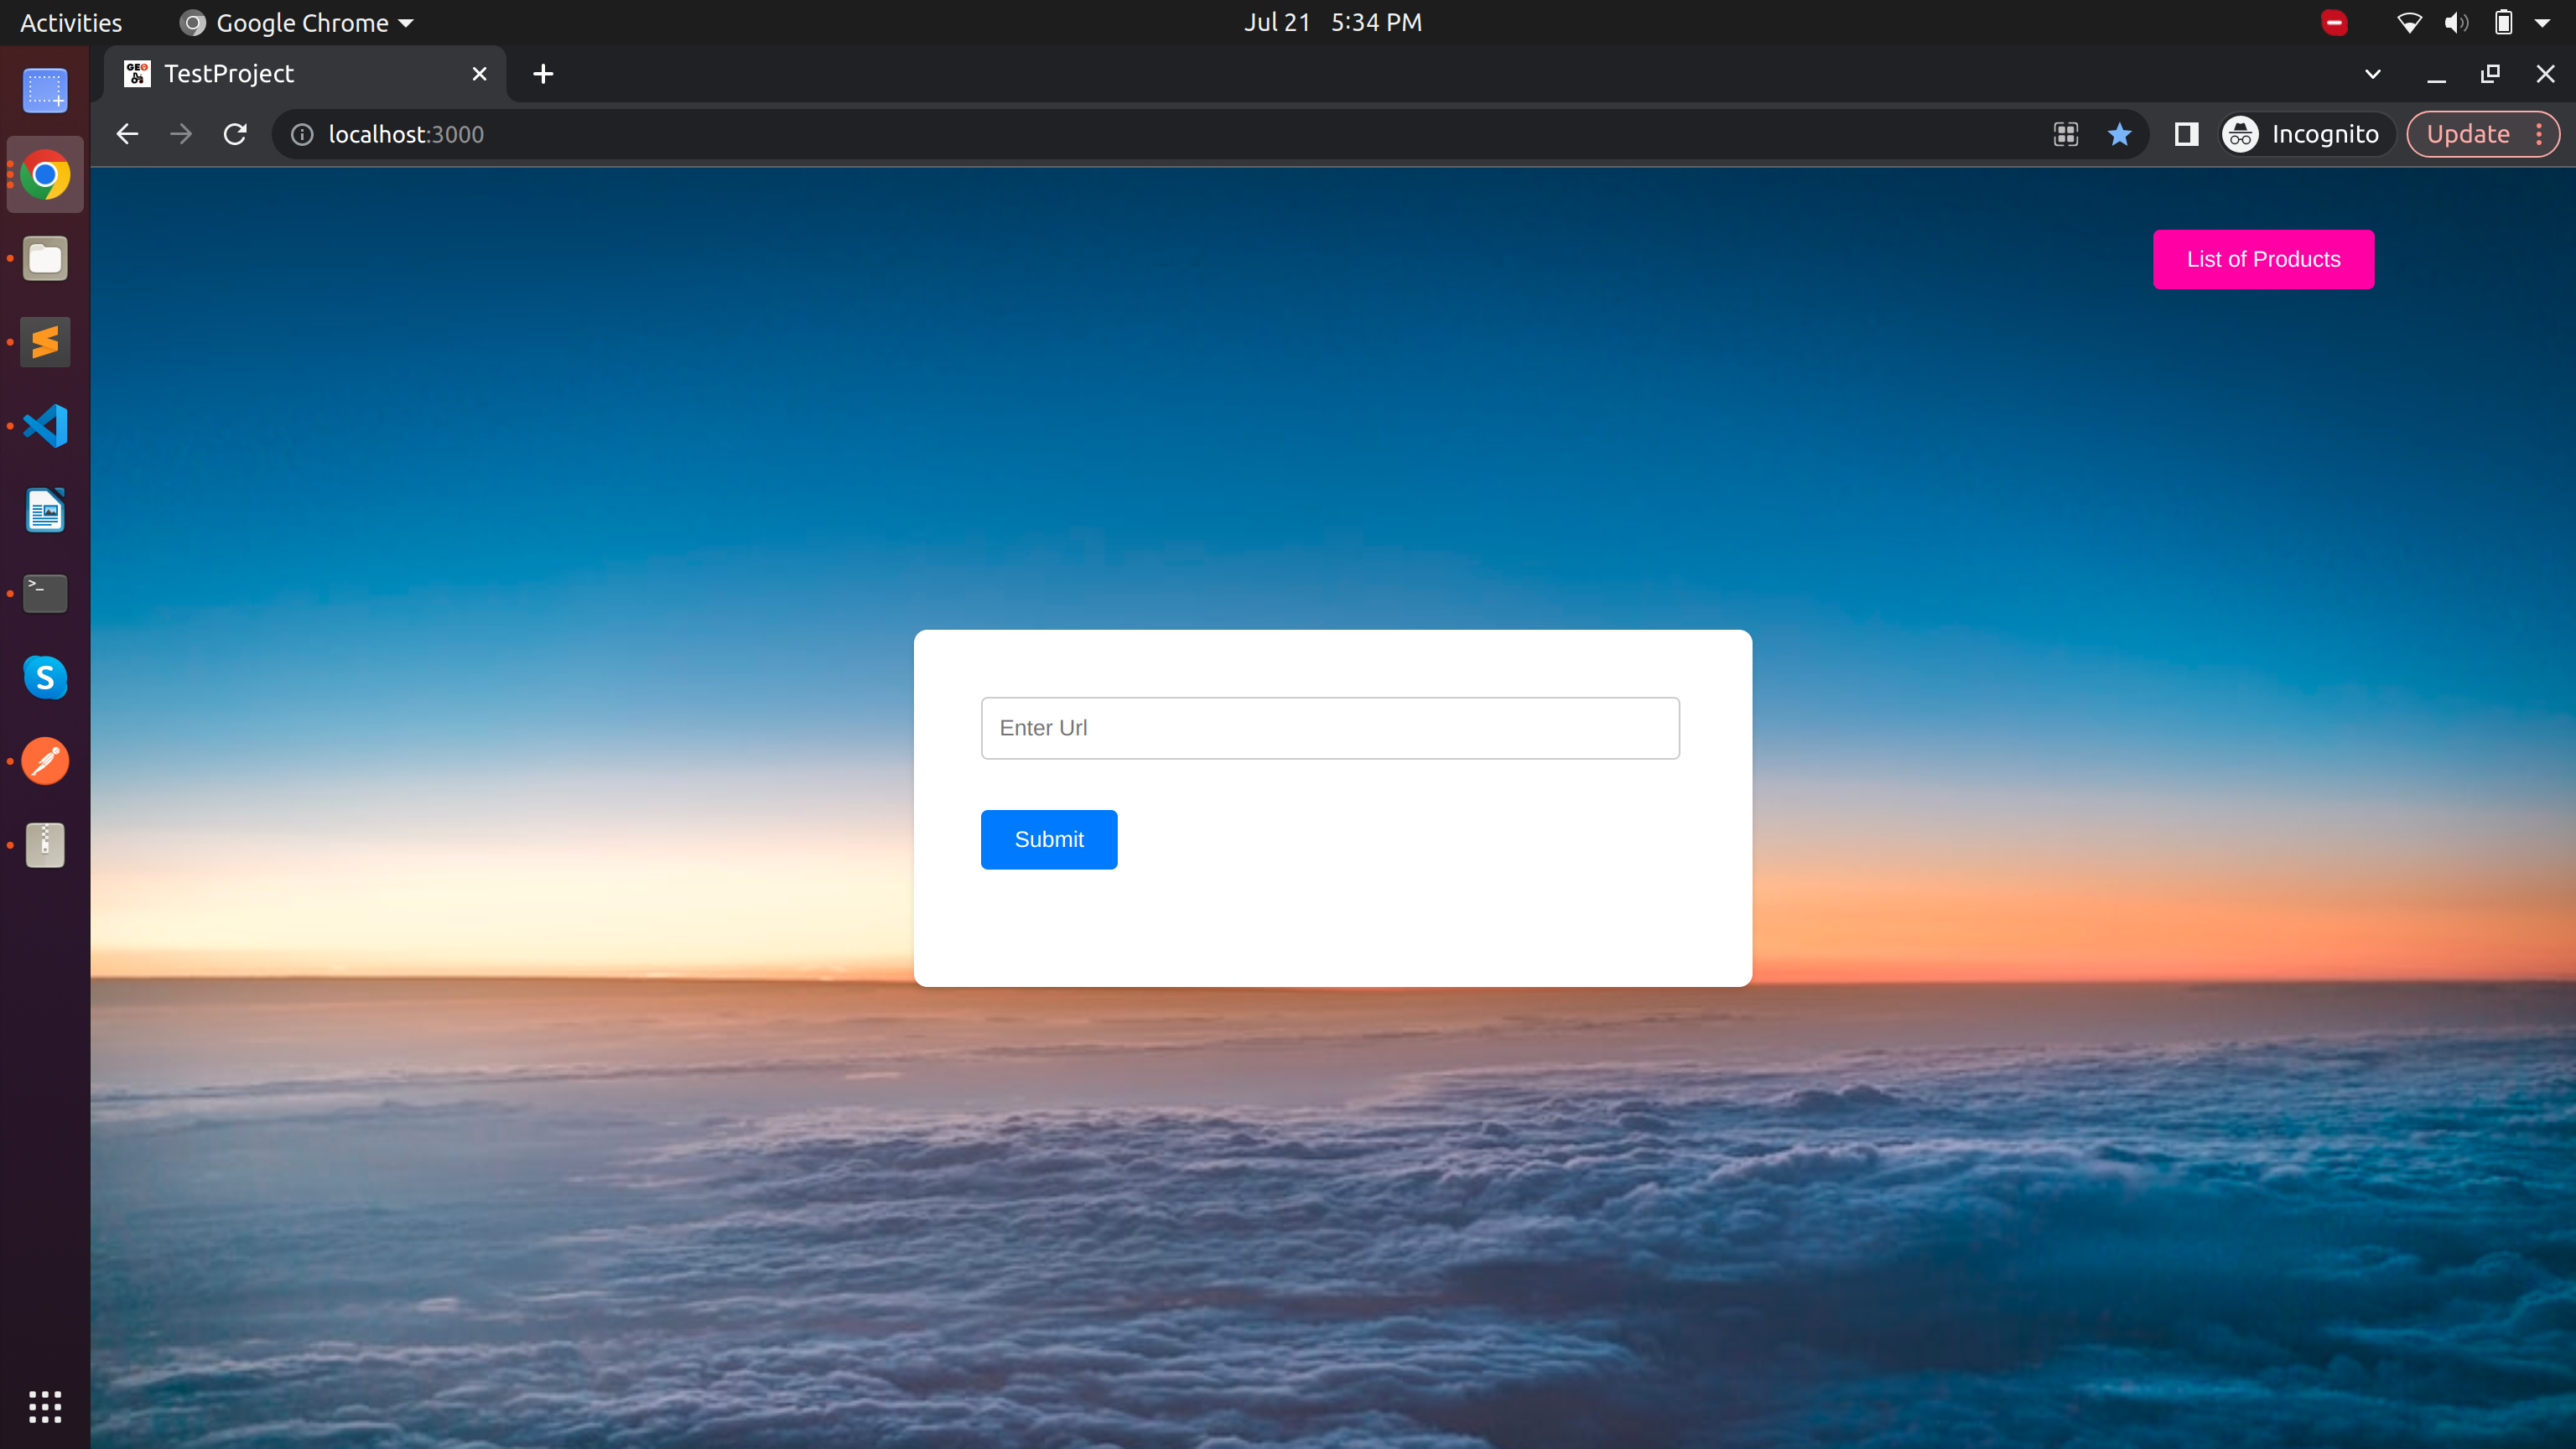 Activities Google Chrome Jul 21 5:34 PM
GEO TestProject
localhost:3000 Incognito Update
List of Products
Enter Url
Submit
>_
S